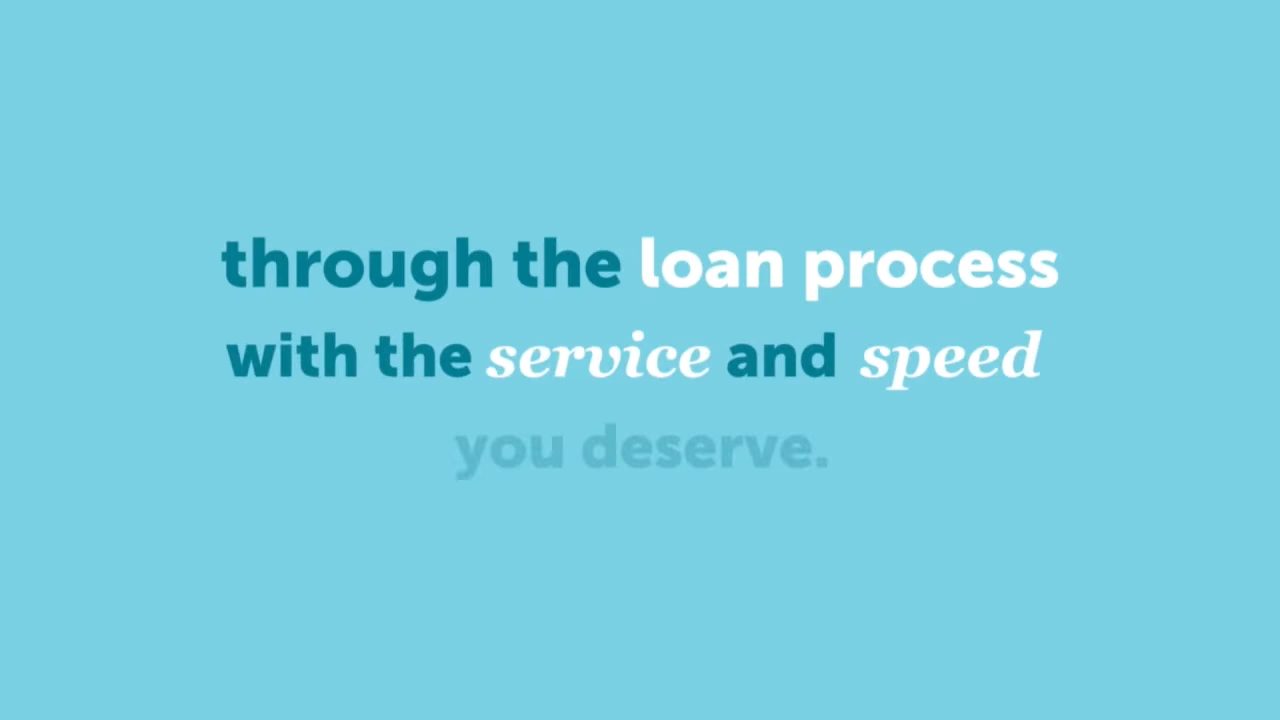 through the loan process
with the service and speed
you deserve.